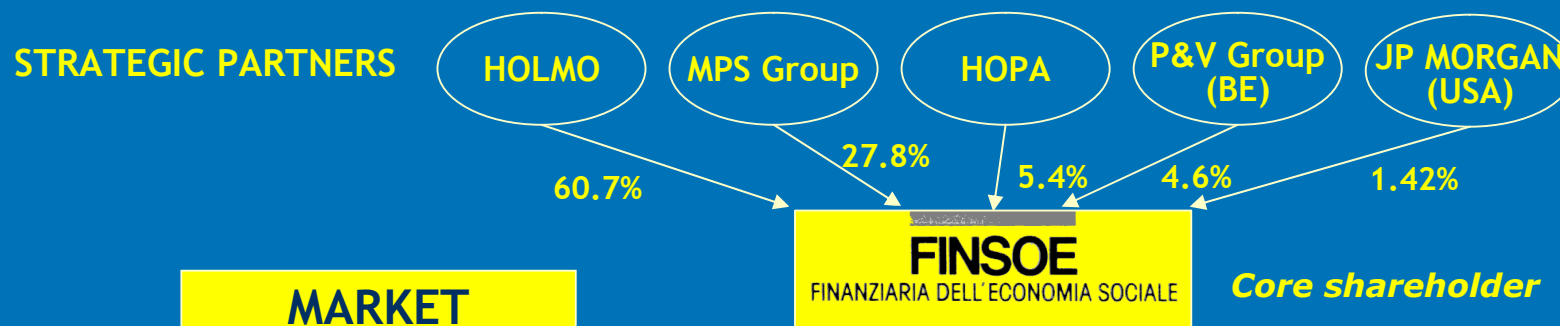 STRATEGIC PARTNERS
HOLMO
MPS Group
HOPA
P&V Group
(BE)
JP MORGAN
(USA)
60.7%
27.8%
5.4%
4.6%
1.42%
FINSOE
FINANZIARIA DELL'ECONOMIA SOCIALE
Core shareholder
MARKET